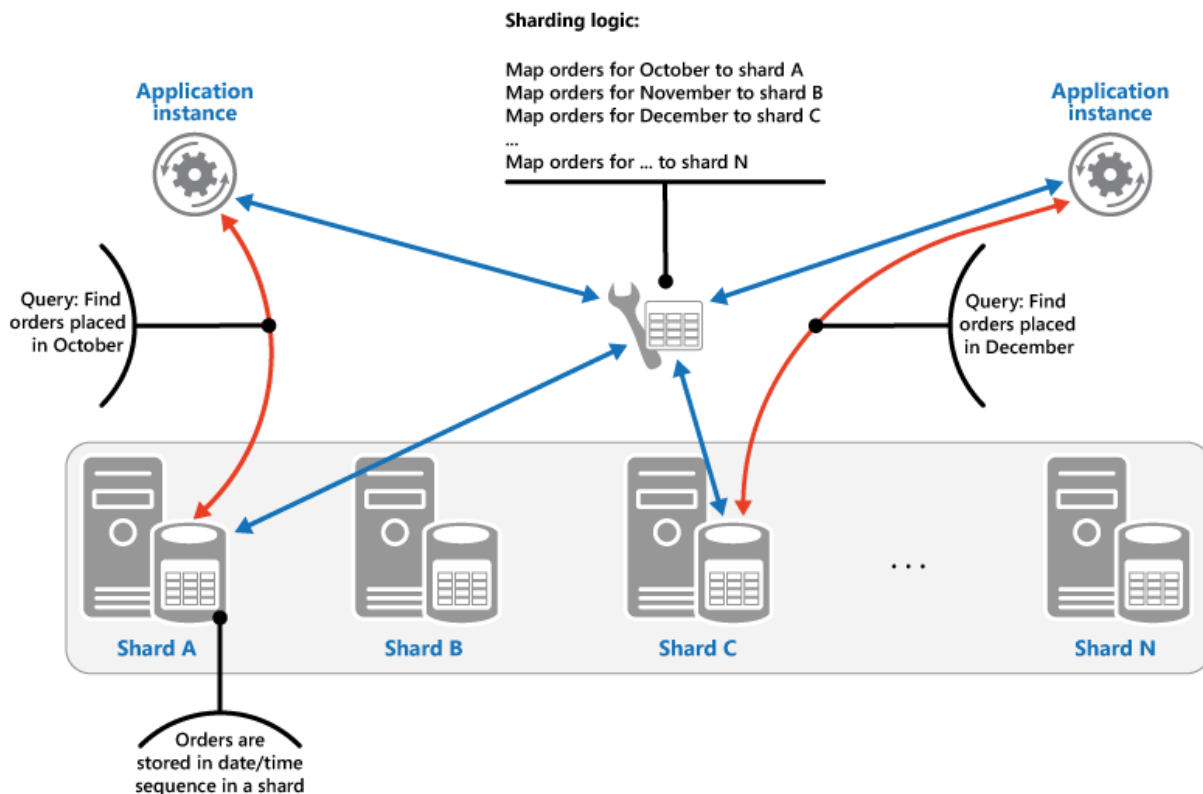 Sharding logic:
Map orders for October to shard A
Map orders for November to shard B
Map orders for December to shard C
...
Map orders for ... to shard N
Application
instance
Application
instance
Query: Find
orders placed
in October
Query: Find
orders placed
in December
...
Shard A
Shard B
Shard C
Shard N
Orders are
stored in date/time
sequence in a shard